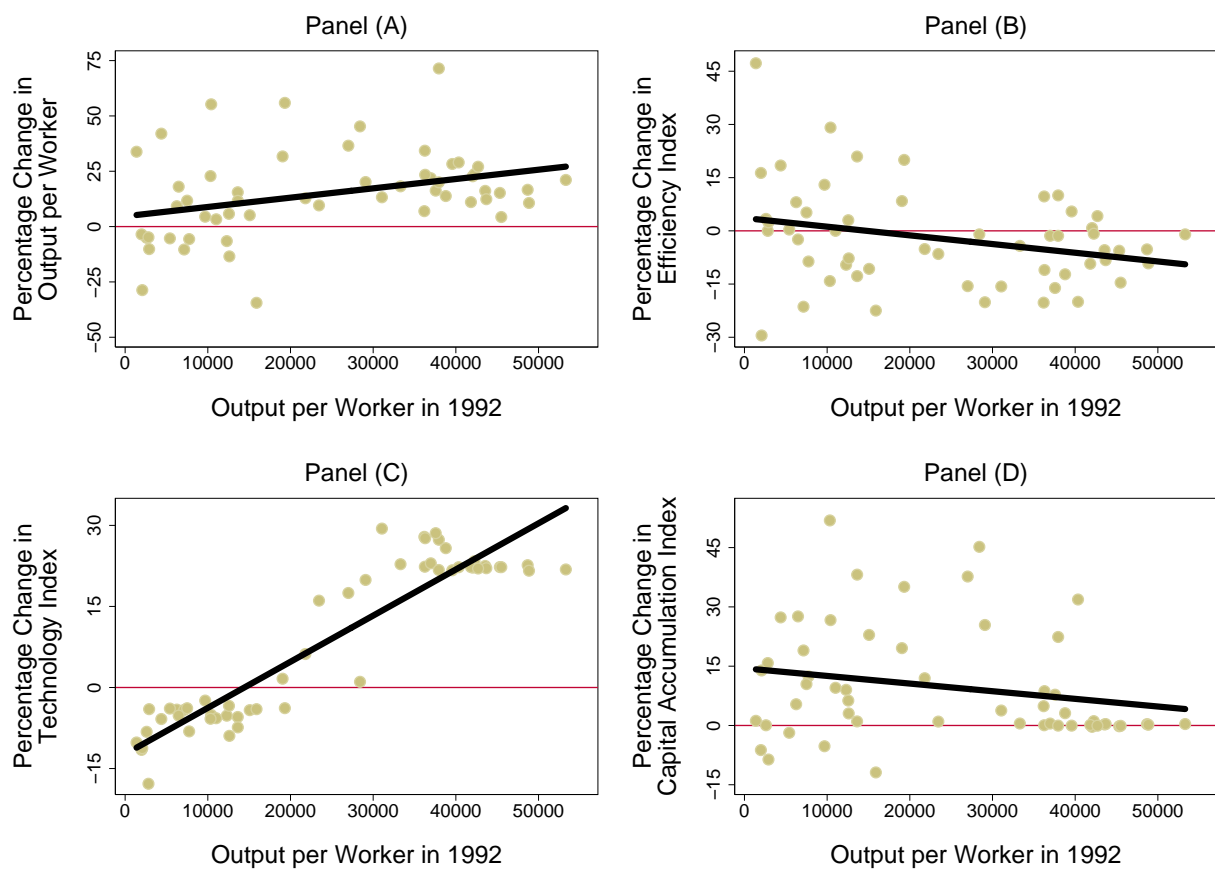 Panel (A)
Percentage Change in
Output per Worker
75
50
25
0
−25
−50
0 10000 20000 30000 40000 50000
Output per Worker in 1992
Panel (B)
Percentage Change in
Efficiency Index
45
30
15
0
−15
−30
0 10000 20000 30000 40000 50000
Output per Worker in 1992
Panel (C)
Percentage Change in
Technology Index
30
15
0
−15
0 10000 20000 30000 40000 50000
Output per Worker in 1992
Panel (D)
Percentage Change in
Capital Accumulation Index
45
30
15
0
−15
0 10000 20000 30000 40000 50000
Output per Worker in 1992